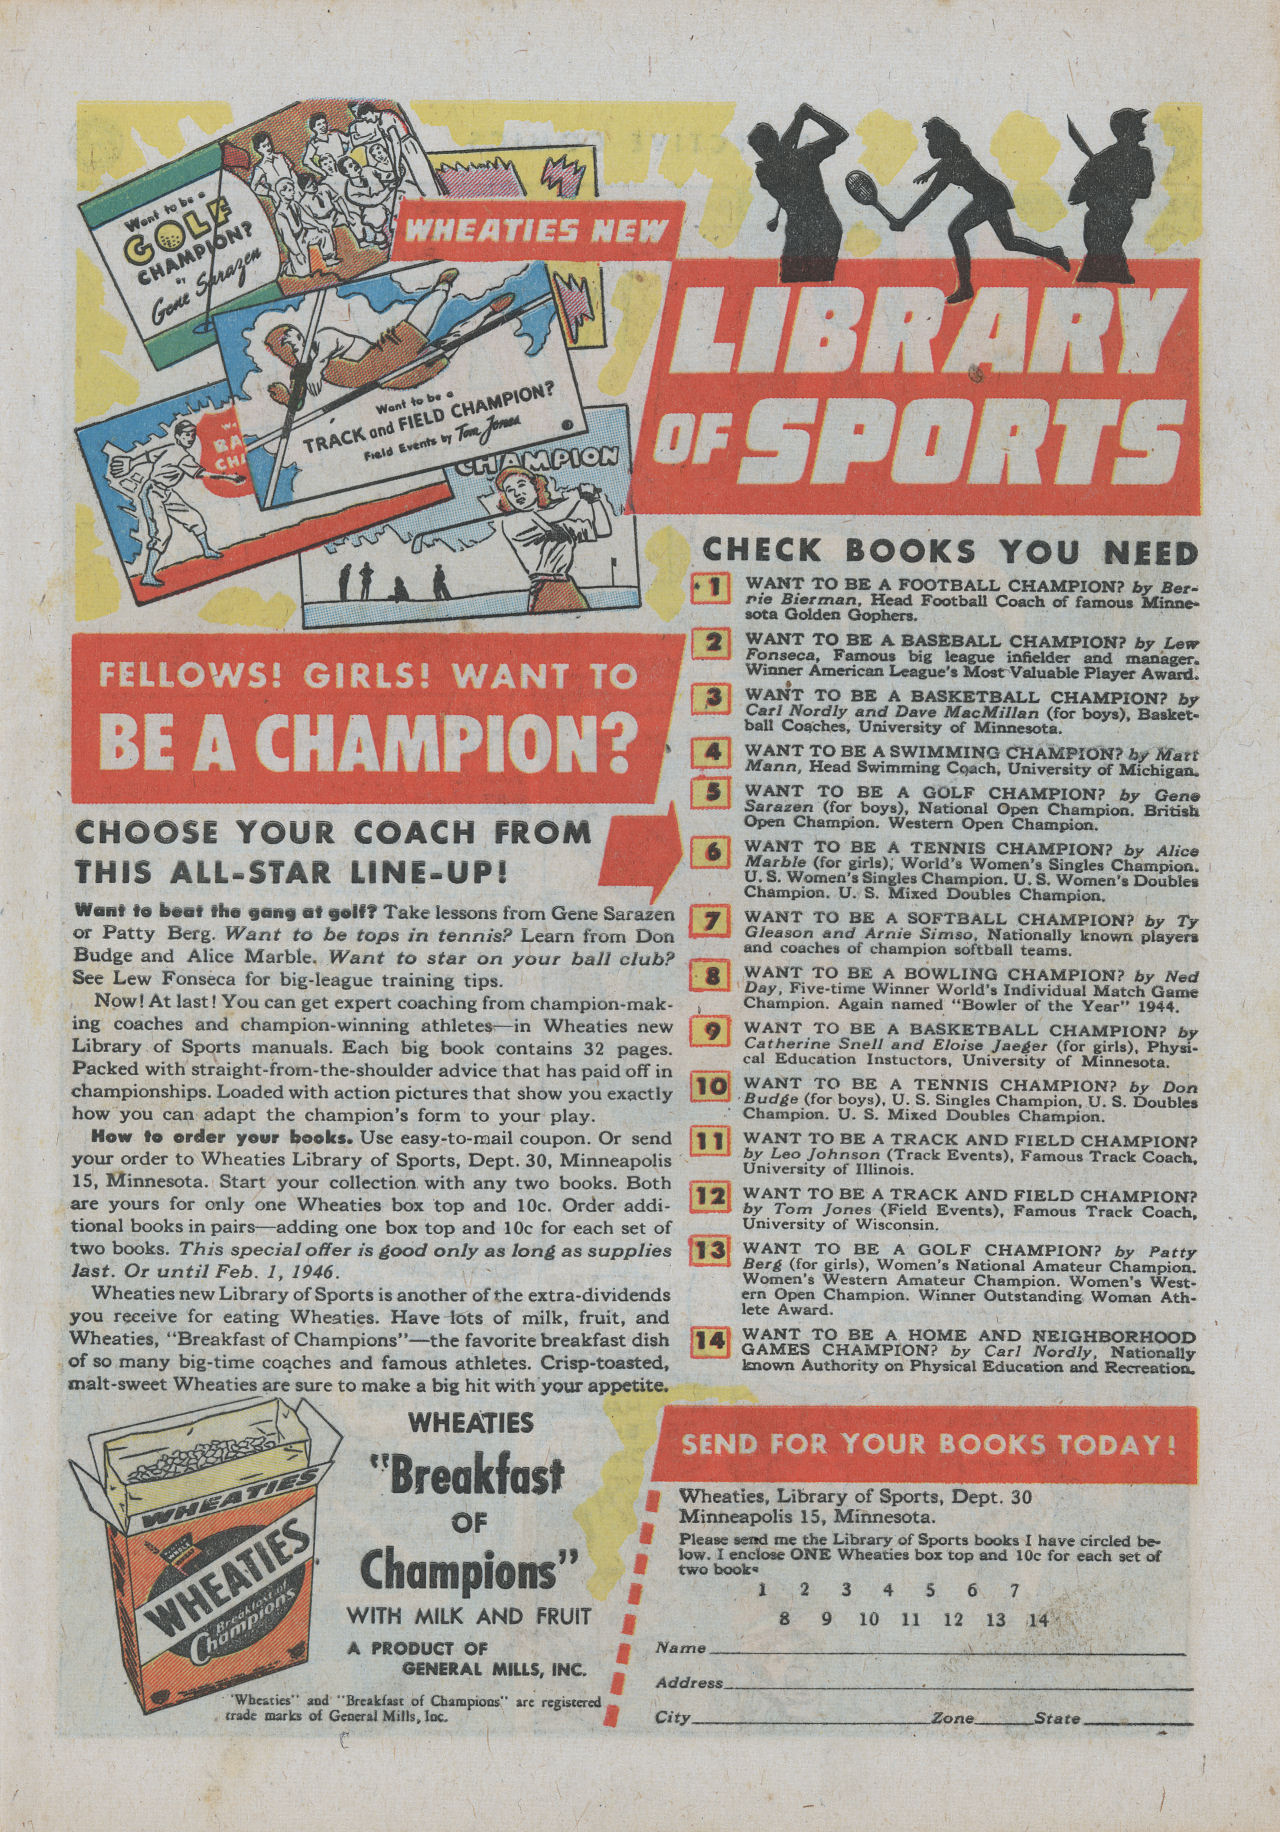 Want to be a
GOLF
CHAMPION?
by
Gene Sarazen
WHEATIES NEW
LIBRARY
OF SPORTS
Want to be a
TRACK and FIELD CHAMPION?
Field Events by Tom Jones
CHAMPION
FELLOWS! GIRLS! WANT TO
BE A CHAMPION?
CHOOSE YOUR COACH FROM
THIS ALL-STAR LINE-UP!
Want to beat the gang at golf? Take lessons from Gene Sarazen
or Patty Berg. Want to be tops in tennis? Learn from Don
Budge and Alice Marble. Want to star on your ball club?
See Lew Fonseca for big-league training tips.
Now! At last! You can get expert coaching from champion-mak-
ing coaches and champion-winning athletes—in Wheaties new
Library of Sports manuals. Each big book contains 32 pages.
Packed with straight-from-the-shoulder advice that has paid off in
championships. Loaded with action pictures that show you exactly
how you can adapt the champion's form to your play.
How to order your books. Use easy-to-mail coupon. Or send
your order to Wheaties Library of Sports, Dept. 30, Minneapolis
15, Minnesota. Start your collection with any two books. Both
are yours for only one Wheaties box top and 10c. Order addi-
tional books in pairs—adding one box top and 10c for each set of
two books. This special offer is good only as long as supplies
last. Or until Feb. 1, 1946.
Wheaties new Library of Sports is another of the extra-dividends
you receive for eating Wheaties. Have lots of milk, fruit, and
Wheaties, "Breakfast of Champions"—the favorite breakfast dish
of so many big-time coaches and famous athletes. Crisp-toasted,
malt-sweet Wheaties are sure to make a big hit with your appetite.
CHECK BOOKS YOU NEED
1 WANT TO BE A FOOTBALL CHAMPION? by Ber-
nie Bierman, Head Football Coach of famous Minne-
sota Golden Gophers.
2 WANT TO BE A BASEBALL CHAMPION? by Lew
Fonseca, Famous big league infielder and manager.
Winner American League's Most Valuable Player Award.
3 WANT TO BE A BASKETBALL CHAMPION? by
Carl Nordly and Dave MacMillan (for boys), Basket-
ball Coaches, University of Minnesota.
4 WANT TO BE A SWIMMING CHAMPION? by Matt
Mann, Head Swimming Coach, University of Michigan.
5 WANT TO BE A GOLF CHAMPION? by Gene
Sarazen (for boys), National Open Champion. British
Open Champion. Western Open Champion.
6 WANT TO BE A TENNIS CHAMPION? by Alice
Marble (for girls), World's Women's Singles Champion.
U. S. Women's Singles Champion. U. S. Women's Doubles
Champion. U. S. Mixed Doubles Champion.
7 WANT TO BE A SOFTBALL CHAMPION? by Ty
Gleason and Arnie Simso, Nationally known players
and coaches of champion softball teams.
8 WANT TO BE A BOWLING CHAMPION? by Ned
Day, Five-time Winner World's Individual Match Game
Champion. Again named "Bowler of the Year" 1944.
9 WANT TO BE A BASKETBALL CHAMPION? by
Catherine Snell and Eloise Jaeger (for girls), Physi-
cal Education Instuctors, University of Minnesota.
10 WANT TO BE A TENNIS CHAMPION? by Don
Budge (for boys), U. S. Singles Champion, U. S. Doubles
Champion. U. S. Mixed Doubles Champion.
11 WANT TO BE A TRACK AND FIELD CHAMPION?
by Leo Johnson (Track Events), Famous Track Coach,
University of Illinois.
12 WANT TO BE A TRACK AND FIELD CHAMPION?
by Tom Jones (Field Events), Famous Track Coach,
University of Wisconsin.
13 WANT TO BE A GOLF CHAMPION? by Patty
Berg (for girls), Women's National Amateur Champion.
Women's Western Amateur Champion. Women's West-
ern Open Champion. Winner Outstanding Woman Ath-
lete Award.
14 WANT TO BE A HOME AND NEIGHBORHOOD
GAMES CHAMPION? by Carl Nordly, Nationally
known Authority on Physical Education and Recreation.
WHEATIES
WHEATIES
Breakfast of
Champions
WHEATIES
"Breakfast
OF
Champions"
WITH MILK AND FRUIT
A PRODUCT OF
GENERAL MILLS, INC.
"Wheaties" and "Breakfast of Champions" are registered
trade marks of General Mills, Inc.
SEND FOR YOUR BOOKS TODAY!
Wheaties, Library of Sports, Dept. 30
Minneapolis 15, Minnesota.
Please send me the Library of Sports books I have circled be-
low. I enclose ONE Wheaties box top and 10c for each set of
two books
1 2 3 4 5 6 7
8 9 10 11 12 13 14
Name
Address
City Zone State